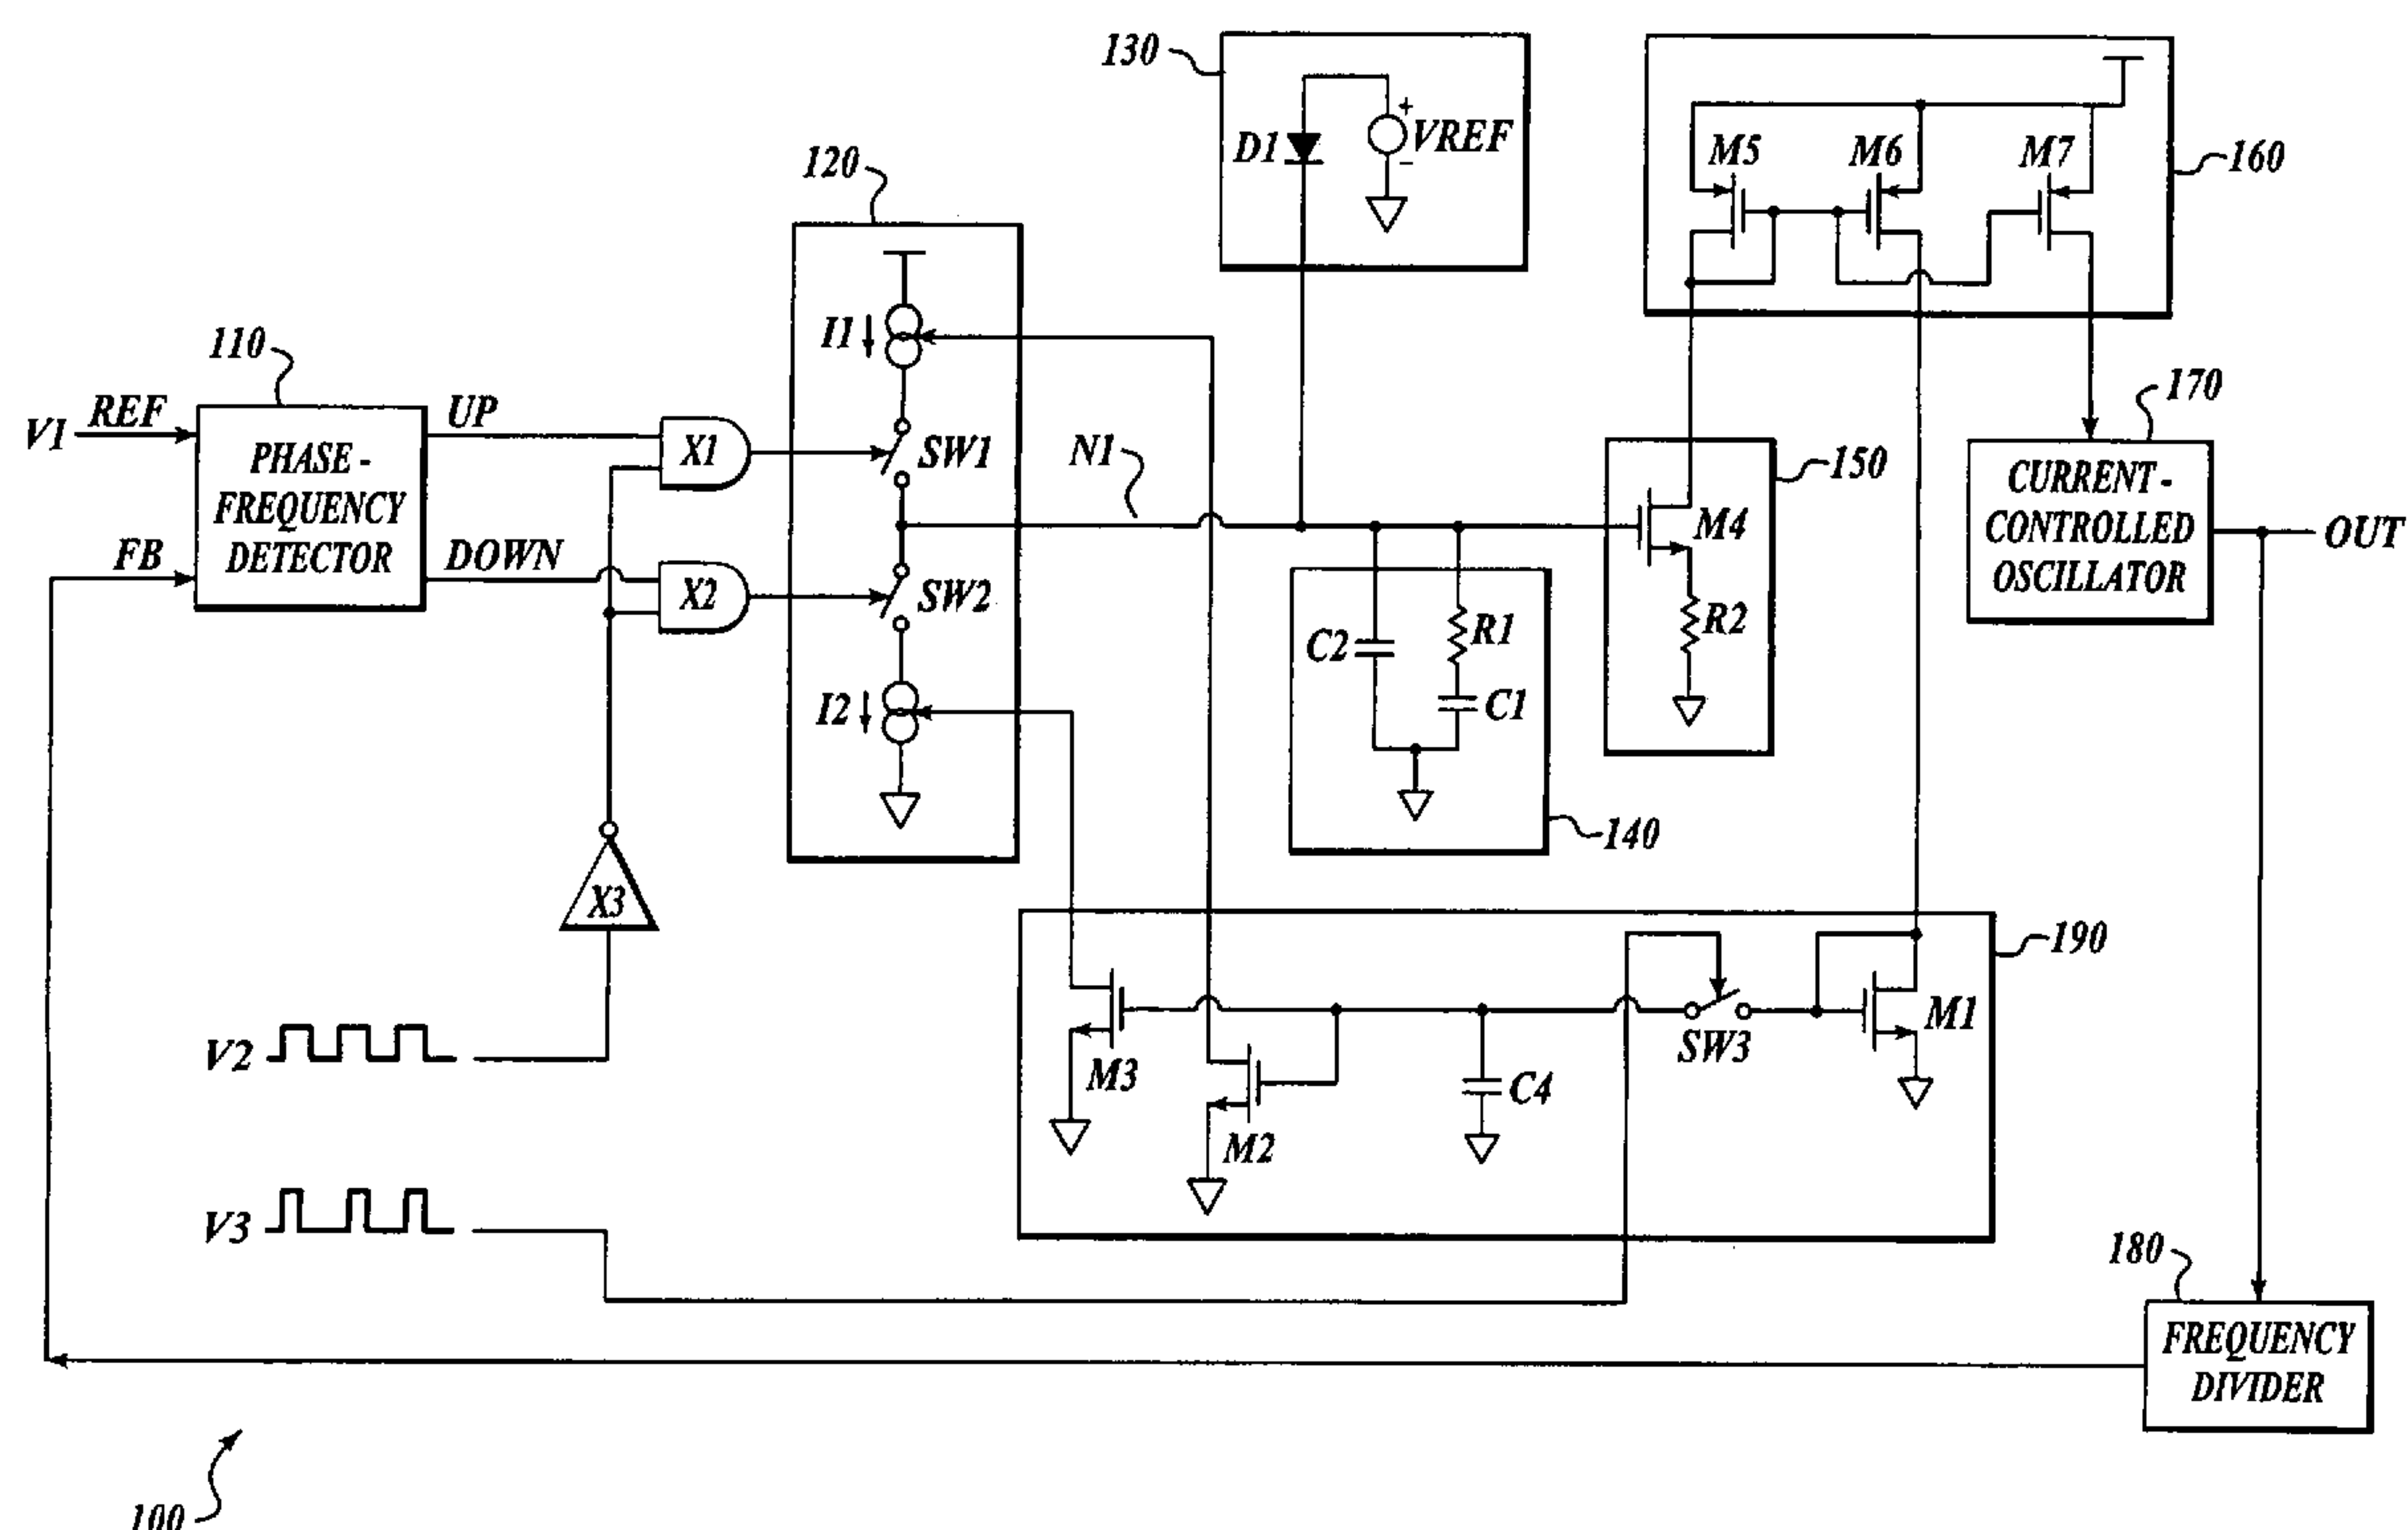 130
VREF
+
−
D1
M5
M6
M7
160
120
I1
110
VI
REF
UP
PHASE -
FREQUENCY
DETECTOR
FB
DOWN
X1
X2
SW1
SW2
I2
N1
M4
R2
150
170
CURRENT -
CONTROLLED
OSCILLATOR
OUT
C2
R1
C1
140
X3
190
V2
M3
M2
C4
SW3
M1
V3
180
FREQUENCY
DIVIDER
100